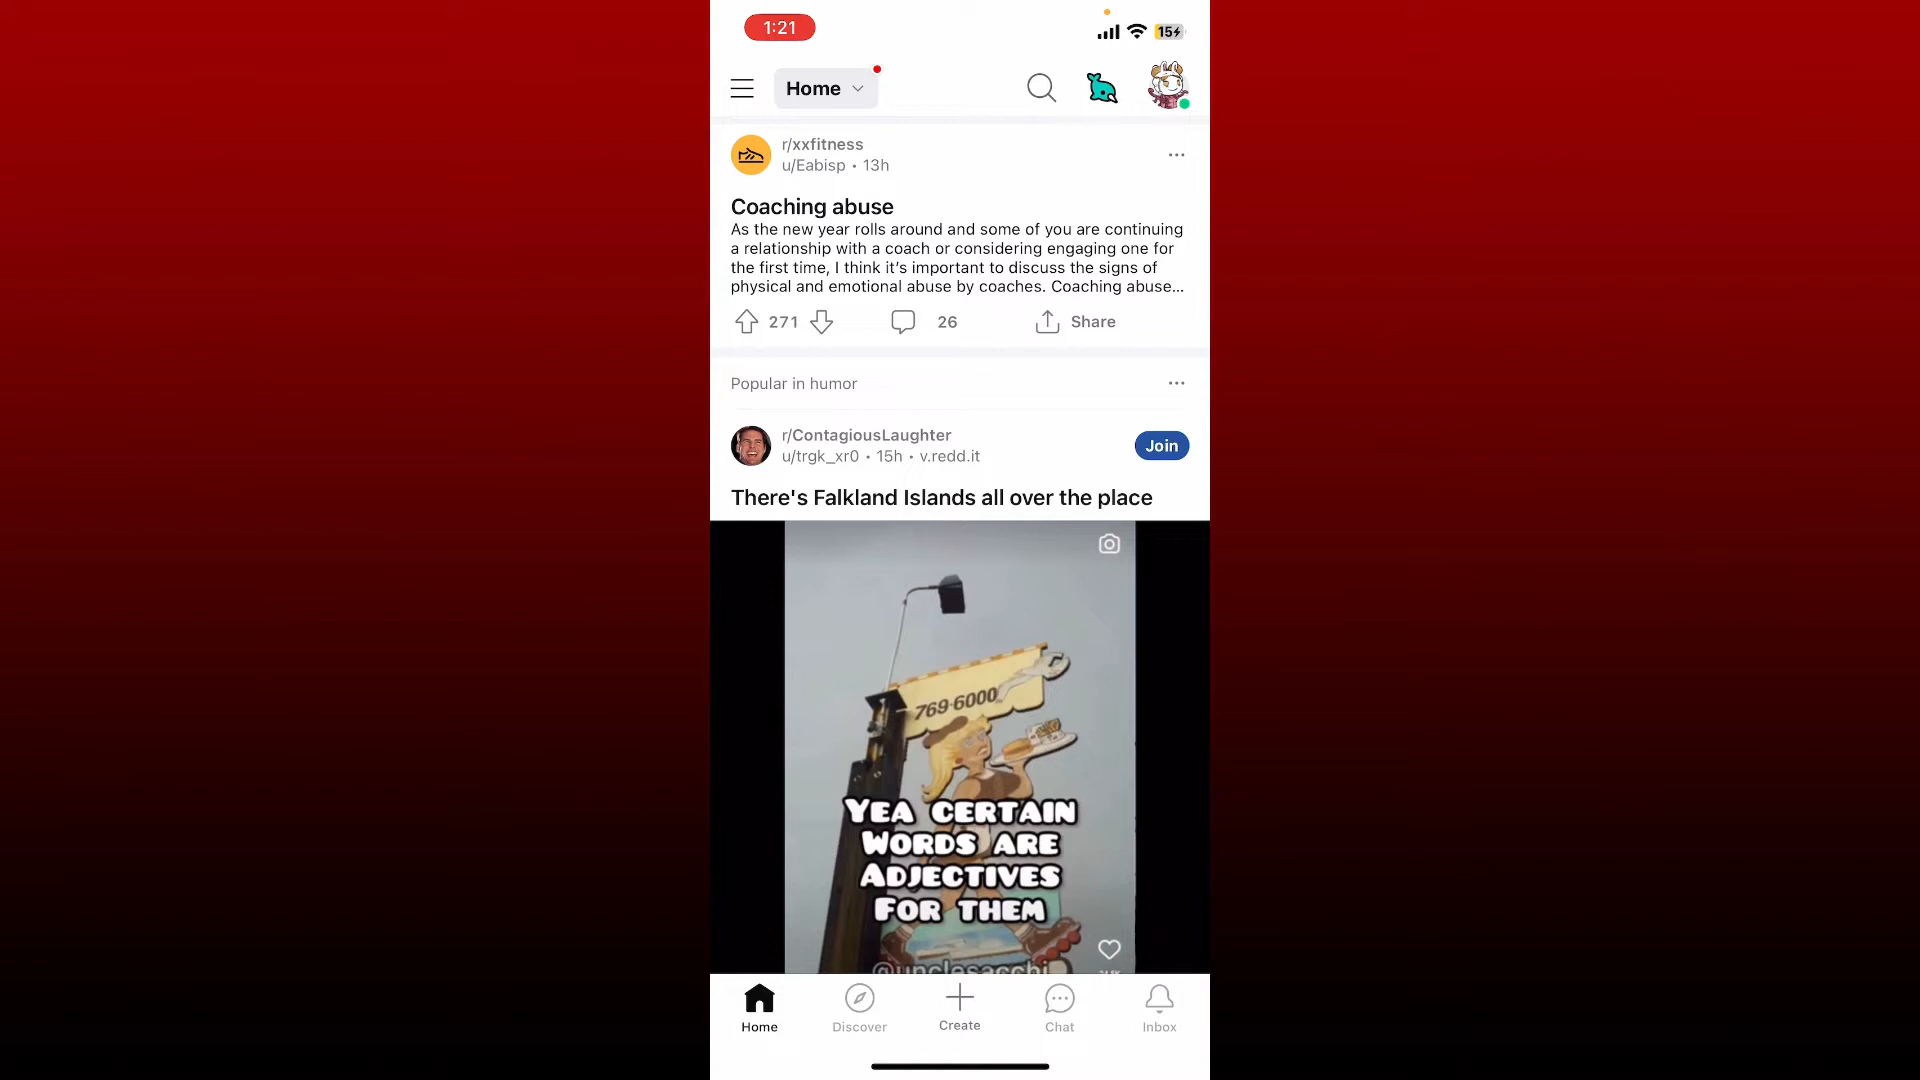 1:21
15
Home
r/xxfitness
u/Eabisp • 13h
Coaching abuse
As the new year rolls around and some of you are continuing
a relationship with a coach or considering engaging one for
the first time, I think it’s important to discuss the signs of
physical and emotional abuse by coaches. Coaching abuse...
271
26
Share
Popular in humor
r/ContagiousLaughter
u/trgk_xr0 • 15h • v.redd.it
Join
There's Falkland Islands all over the place
769-6000
YEA CERTAIN
WORDS ARE
ADJECTIVES
FOR THEM
@unclesacchi
Home
Discover
Create
Chat
Inbox